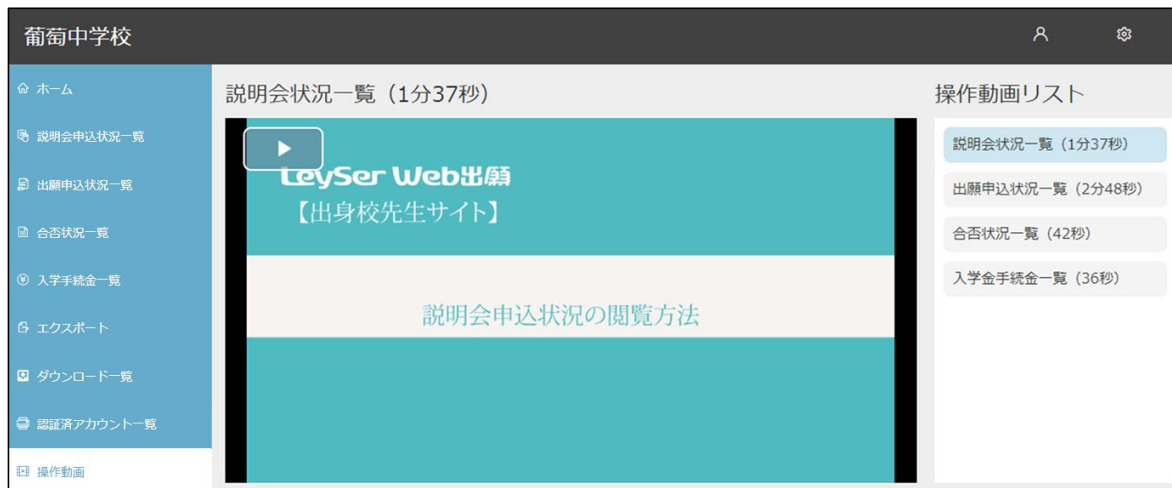 葡萄中学校
ホーム
説明会申込状況一覧
出願申込状況一覧
合否状況一覧
入学手続金一覧
エクスポート
ダウンロード一覧
認証済アカウント一覧
操作動画
説明会状況一覧（1分37秒）
LeySer Web出願
【出身校先生サイト】
説明会申込状況の閲覧方法
操作動画リスト
説明会状況一覧（1分37秒）
出願申込状況一覧（2分48秒）
合否状況一覧（42秒）
入学金手続金一覧（36秒）